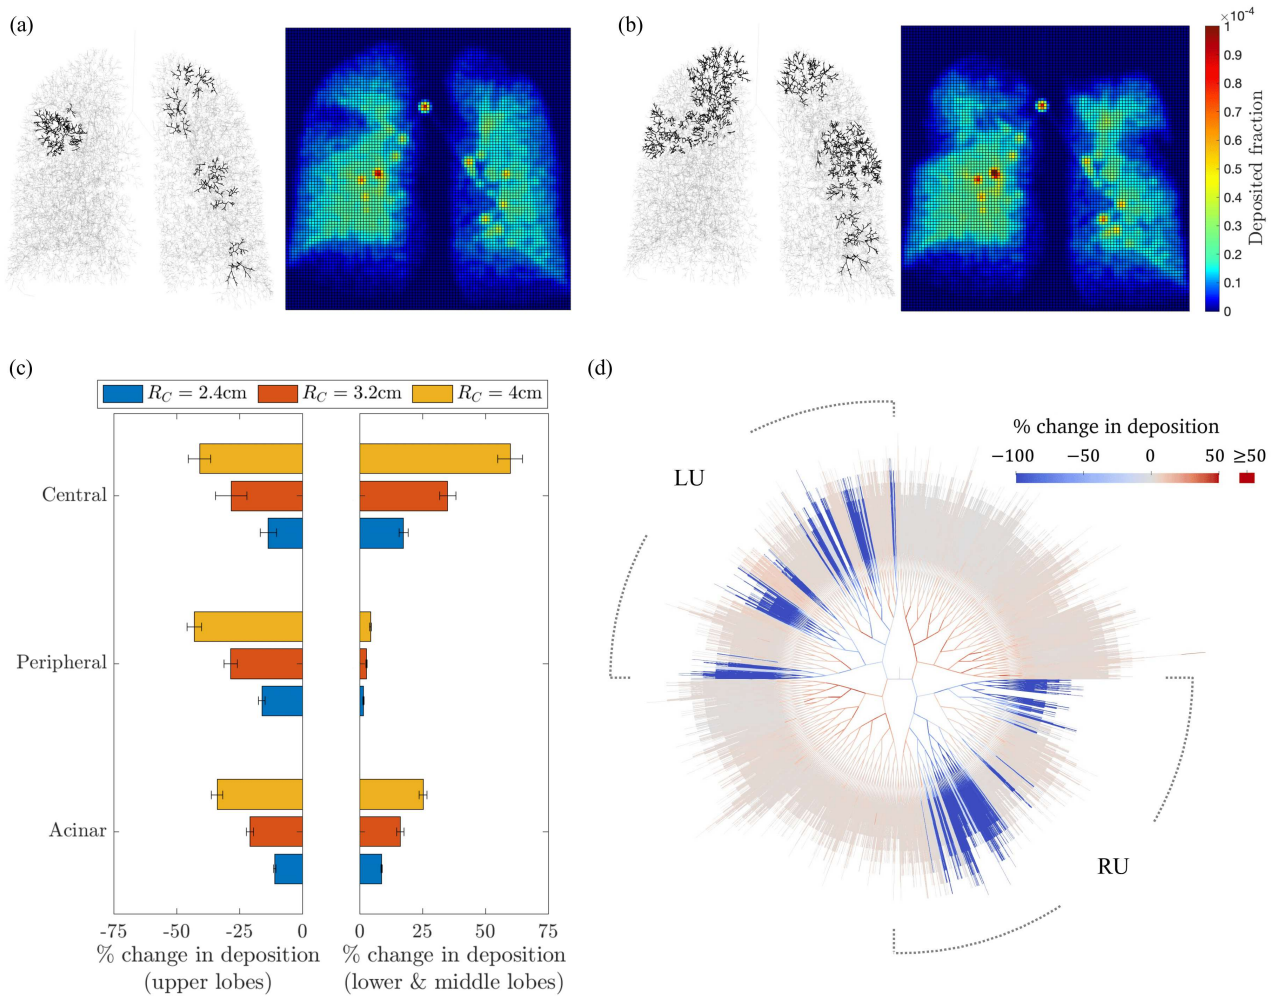 (a)
(b)
×10⁻⁴
1
0.9
0.8
0.7
0.6
0.5
0.4
0.3
0.2
0.1
0
Deposited fraction
(c)
R_C = 2.4cm
R_C = 3.2cm
R_C = 4cm
Central
Peripheral
Acinar
-75 -50 -25 0
% change in deposition
(upper lobes)
0 25 50 75
% change in deposition
(lower & middle lobes)
(d)
% change in deposition
−100 −50 0 50 ≥50
LU
RU